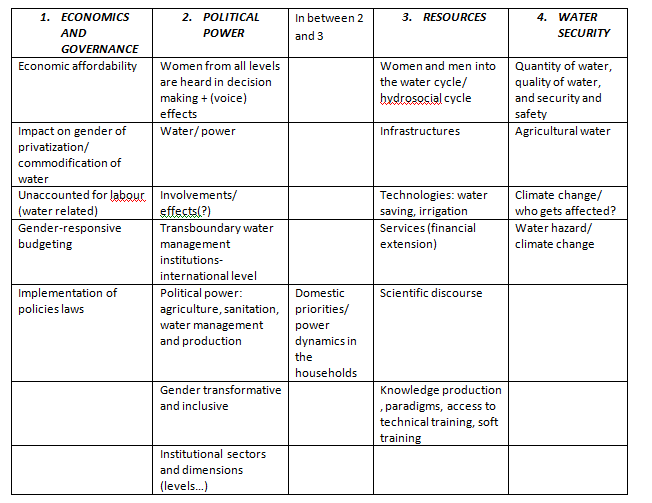 1. ECONOMICS
AND
GOVERNANCE
2. POLITICAL
POWER
In between 2
and 3
3. RESOURCES
4. WATER
SECURITY
Economic affordability
Women from all levels
are heard in decision
making + (voice)
effects
Women and men into
the water cycle/
hydrosocial cycle
Quantity of water,
quality of water,
and security and
safety
Impact on gender of
privatization/
commodification of
water
Water/ power
Infrastructures
Agricultural water
Unaccounted for labour
(water related)
Involvements/
effects(?)
Technologies: water
saving, irrigation
Climate change/
who gets affected?
Gender-responsive
budgeting
Transboundary water
management
institutions-
international level
Services (financial
extension)
Water hazard/
climate change
Implementation of
policies laws
Political power:
agriculture, sanitation,
water management
and production
Domestic
priorities/
power
dynamics in
the
households
Scientific discourse
Gender transformative
and inclusive
Knowledge production
, paradigms, access to
technical training, soft
training
Institutional sectors
and dimensions
(levels...)